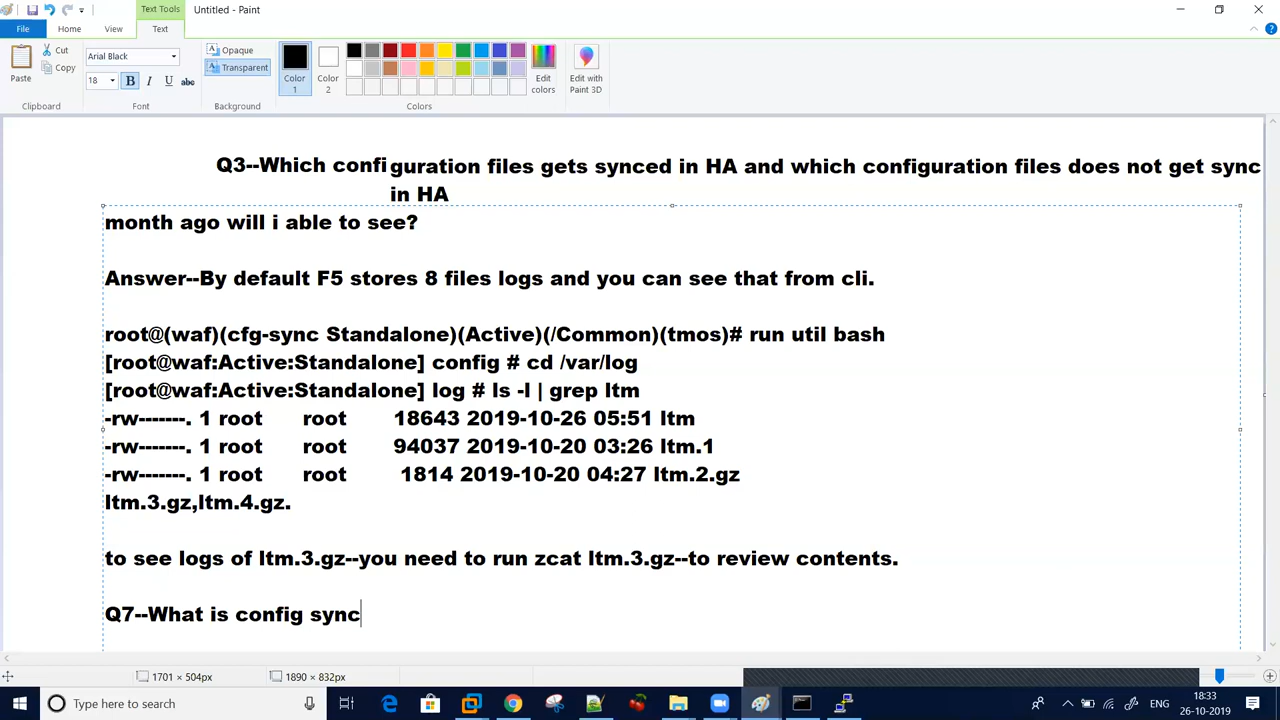 Text Tools
Untitled - Paint
File
Home
View
Text
Paste
Cut
Copy
Clipboard
Arial Black
18
B I U abc
Font
Opaque
Transparent
Background
Color 1
Color 2
Edit colors
Colors
Edit with Paint 3D
Q3--Which configuration files gets synced in HA and which configuration files does not get sync
in HA
month ago will i able to see?
Answer--By default F5 stores 8 files logs and you can see that from cli.
root@(waf)(cfg-sync Standalone)(Active)(/Common)(tmos)# run util bash
[root@waf:Active:Standalone] config # cd /var/log
[root@waf:Active:Standalone] log # ls -l | grep ltm
-rw-------. 1 root root 18643 2019-10-26 05:51 ltm
-rw-------. 1 root root 94037 2019-10-20 03:26 ltm.1
-rw-------. 1 root root 1814 2019-10-20 04:27 ltm.2.gz
ltm.3.gz,ltm.4.gz.
to see logs of ltm.3.gz--you need to run zcat ltm.3.gz--to review contents.
Q7--What is config sync
1701 × 504px
1890 × 832px
Type here to search
ENG
18:33
26-10-2019